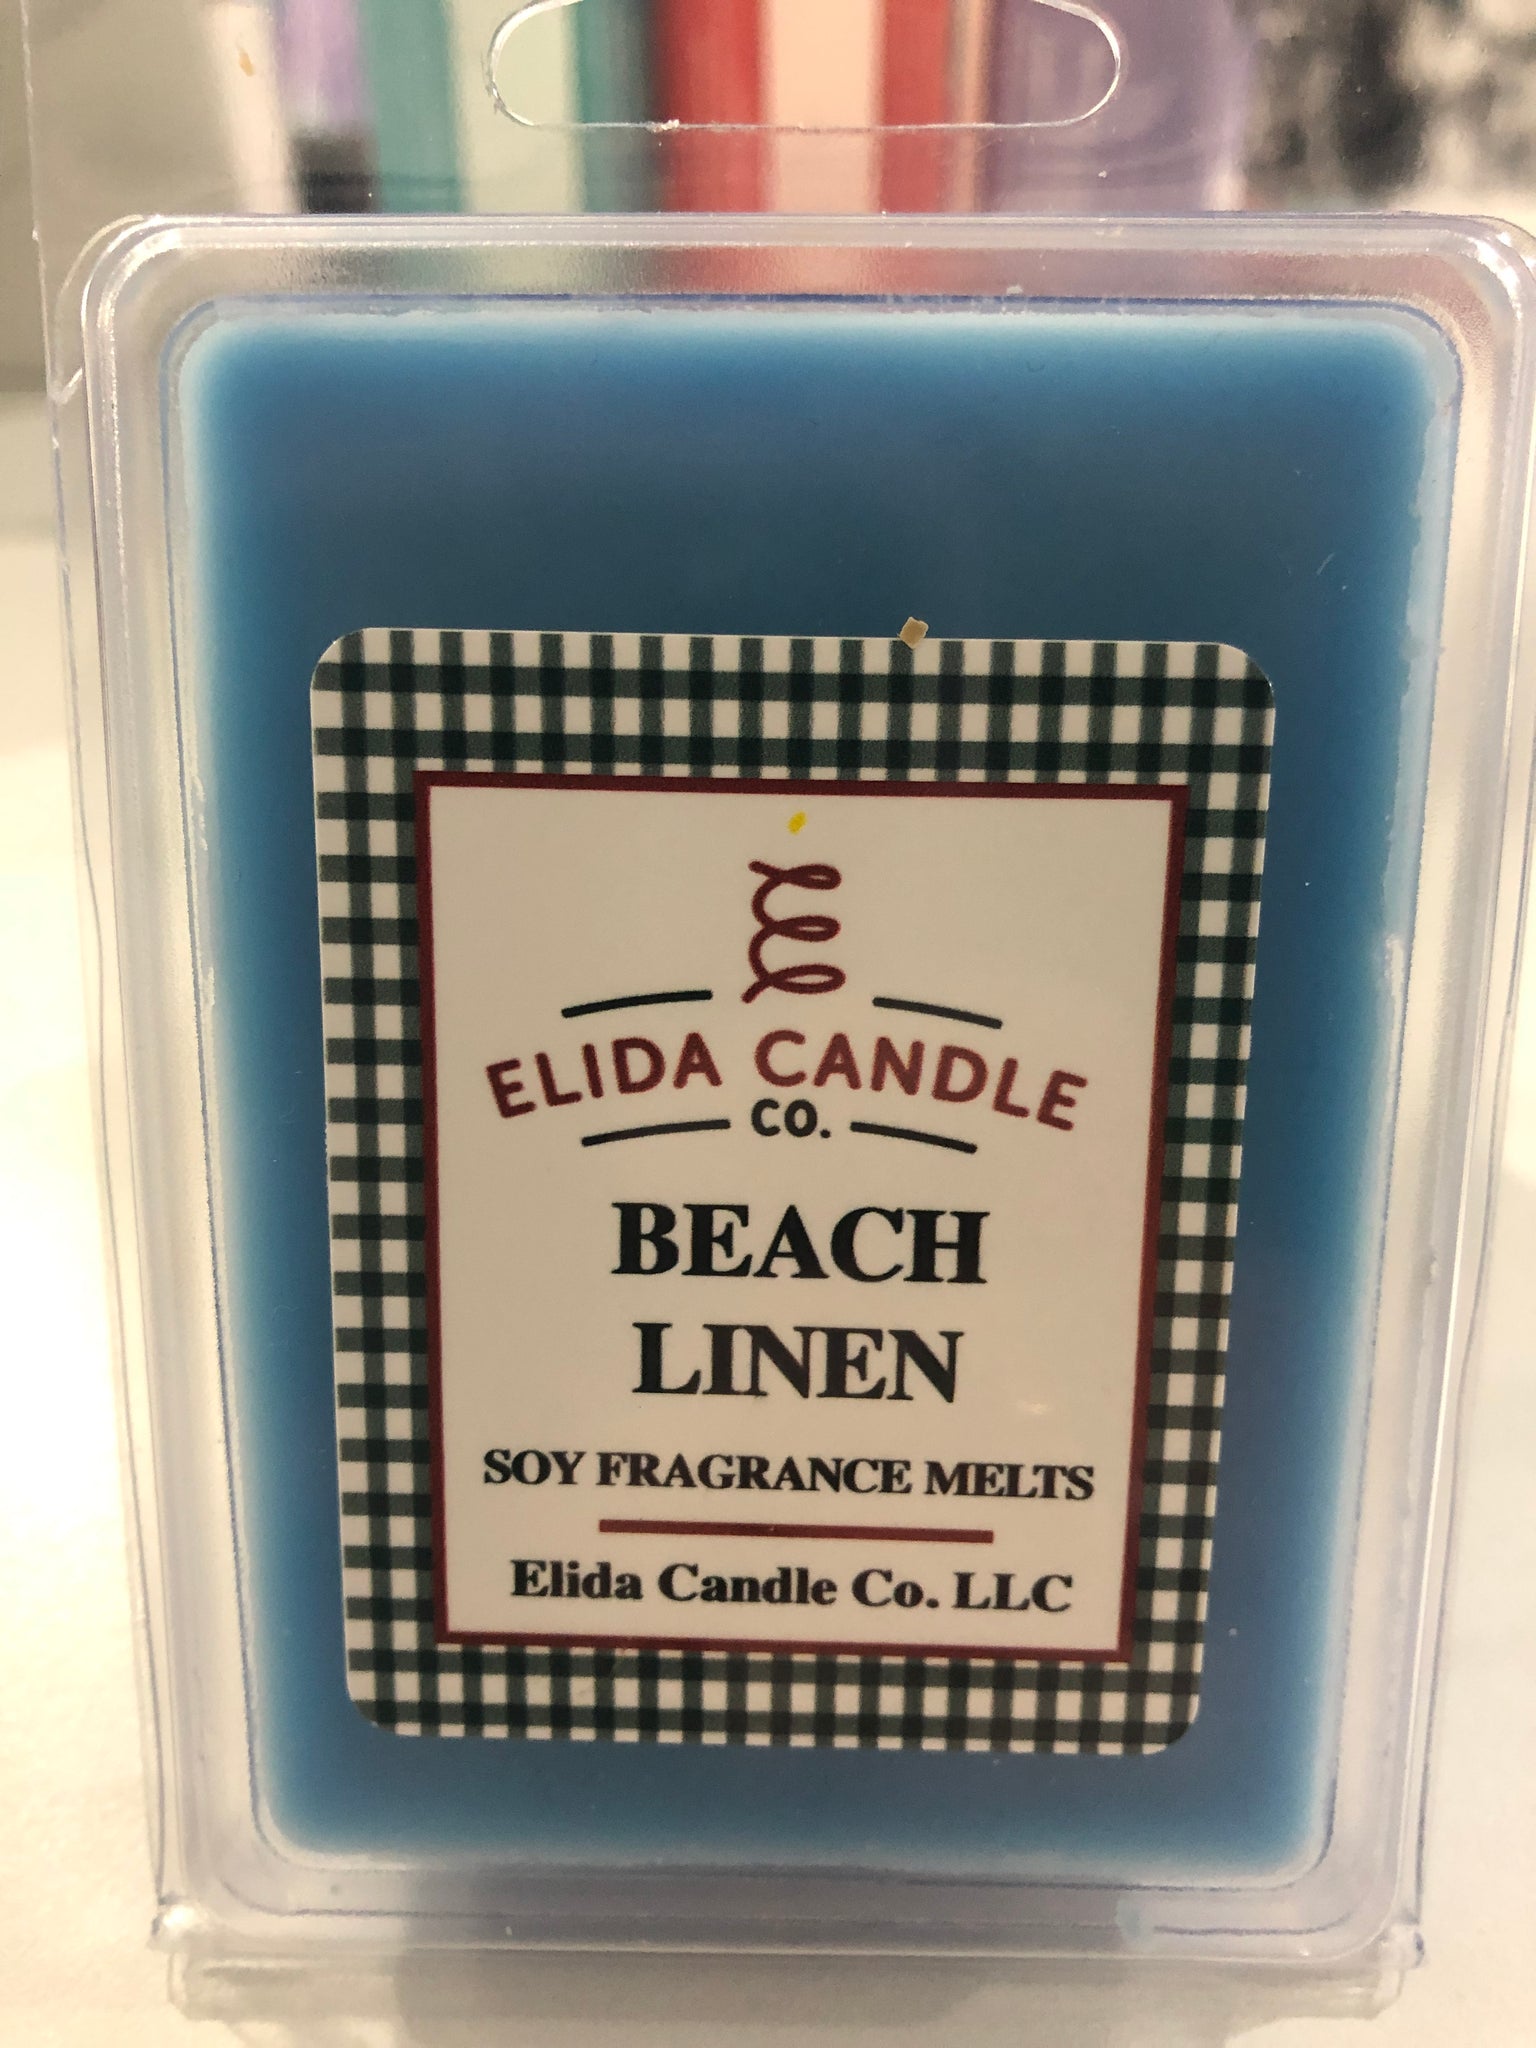 ELIDA CANDLE
CO.
BEACH
LINEN
SOY FRAGRANCE MELTS
Elida Candle Co. LLC